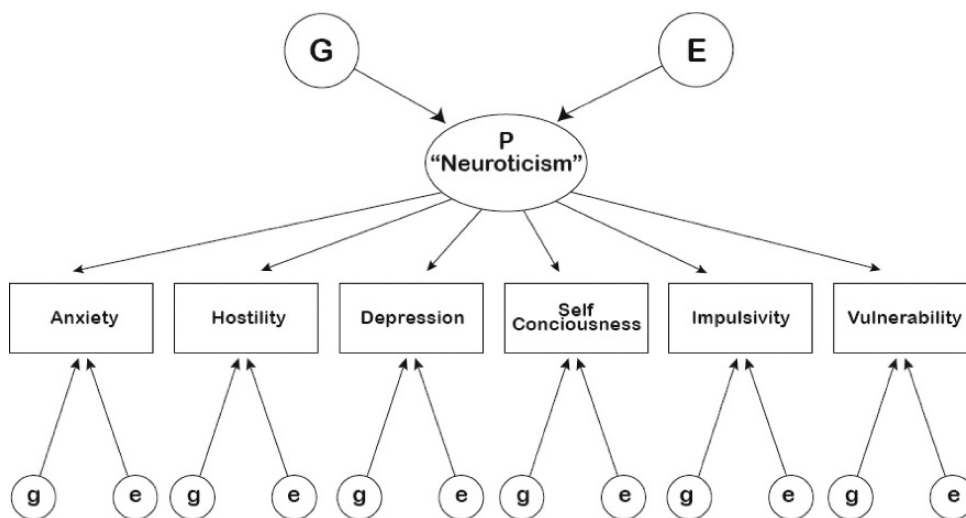 G
E
P
“Neuroticism”
Anxiety
Hostility
Depression
Self
Conciousness
Impulsivity
Vulnerability
g
e
g
e
g
e
g
e
g
e
g
e